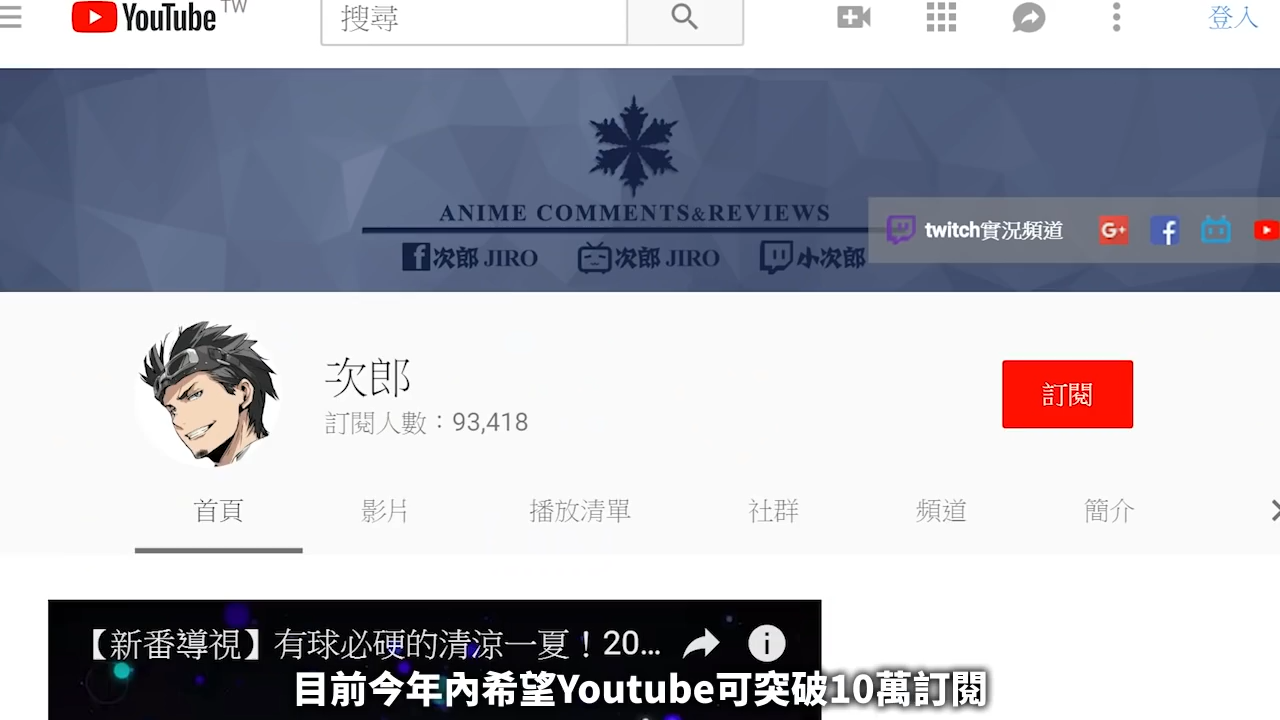 YouTube TW
搜尋
登入
ANIME COMMENTS&REVIEWS
twitch實況頻道
G+
次郎 JIRO
次郎 JIRO
小次郎
次郎
訂閱人數：93,418
訂閱
首頁
影片
播放清單
社群
頻道
簡介
【新番導視】有球必硬的清涼一夏！20...
目前今年內希望Youtube可突破10萬訂閱